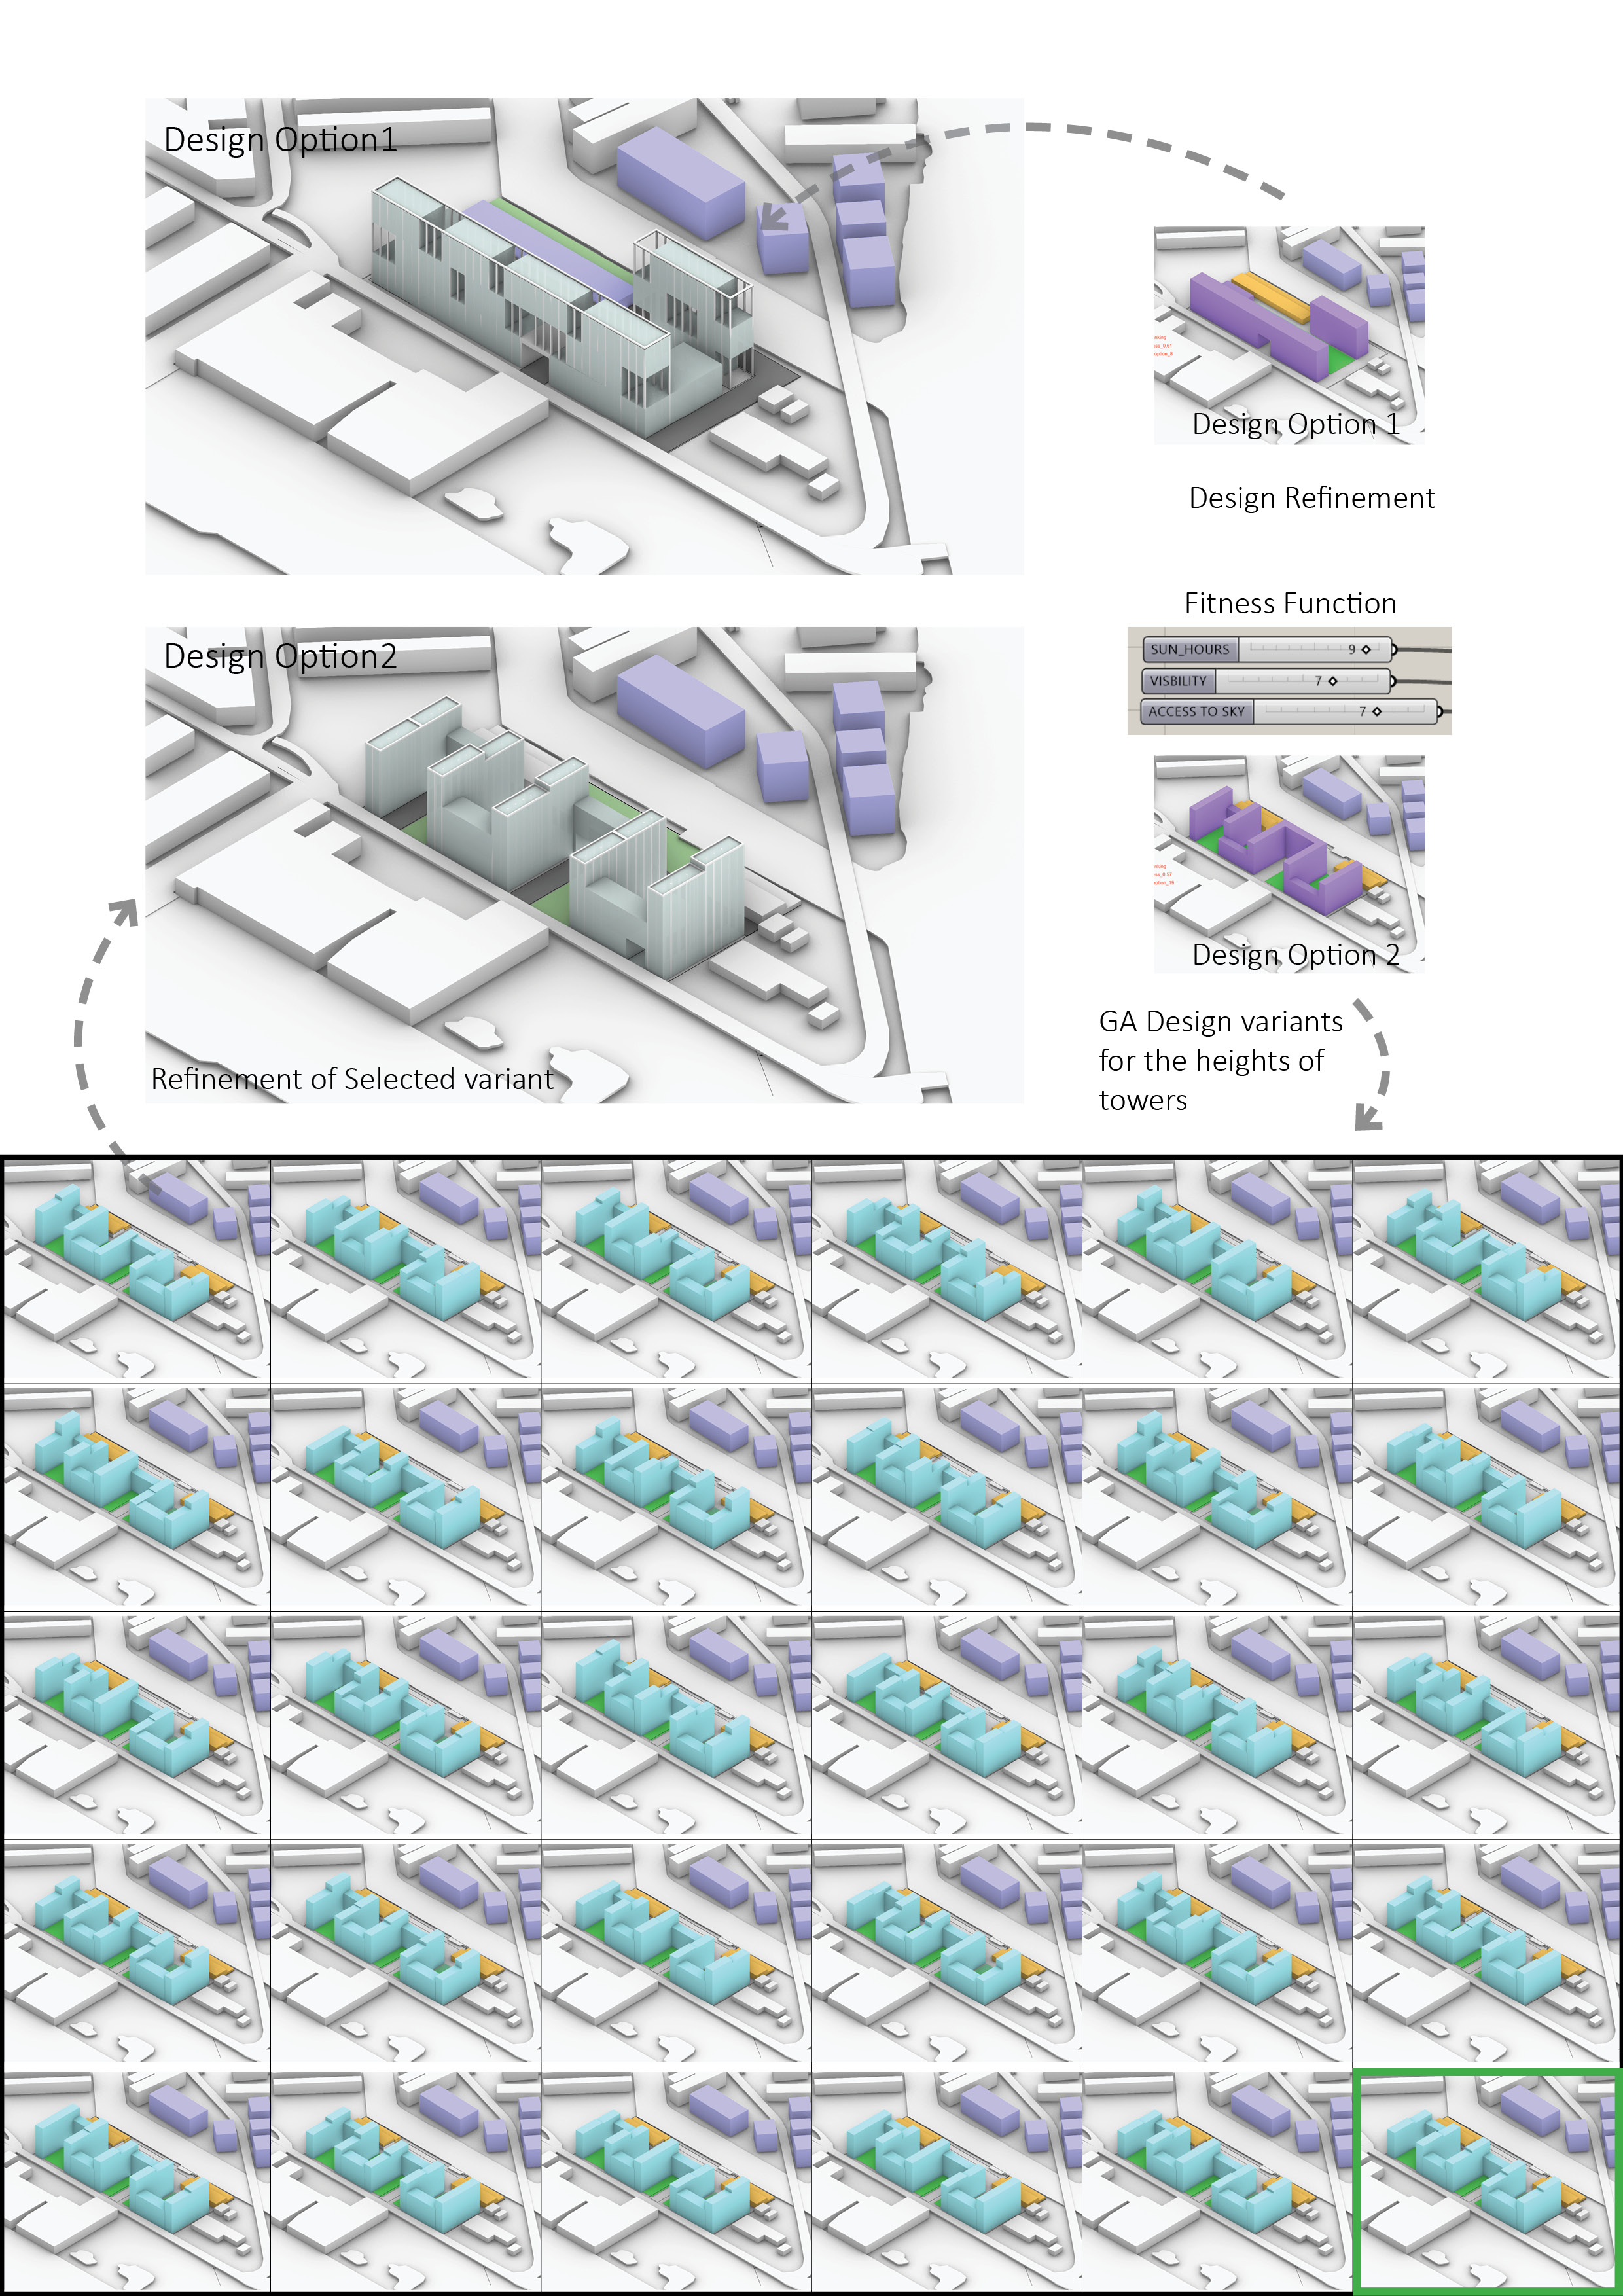 Design Option1
Design Option 1
Design Refinement
Fitness Function
SUN_HOURS 9
VISBILITY 7
ACCESS TO SKY 7
Design Option2
Design Option 2
GA Design variants
for the heights of
towers
Refinement of Selected variant